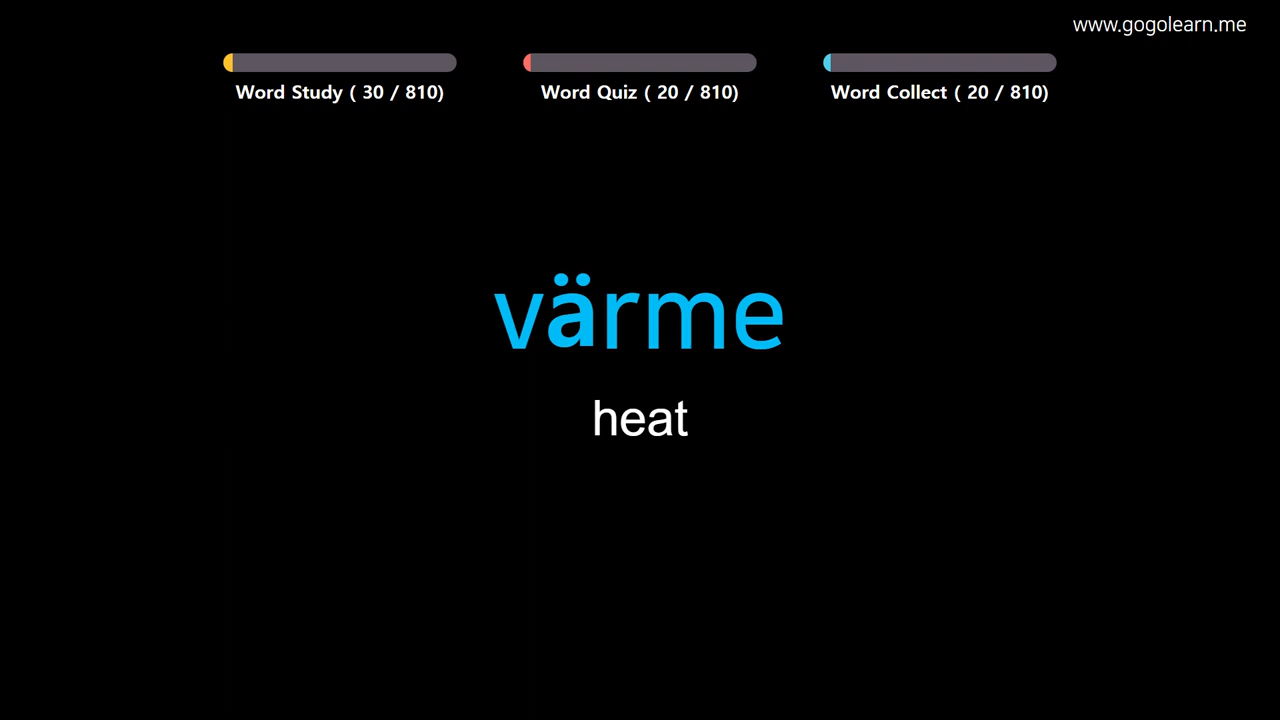 www.gogolearn.me
Word Study ( 30 / 810)
Word Quiz ( 20 / 810)
Word Collect ( 20 / 810)
värme
heat